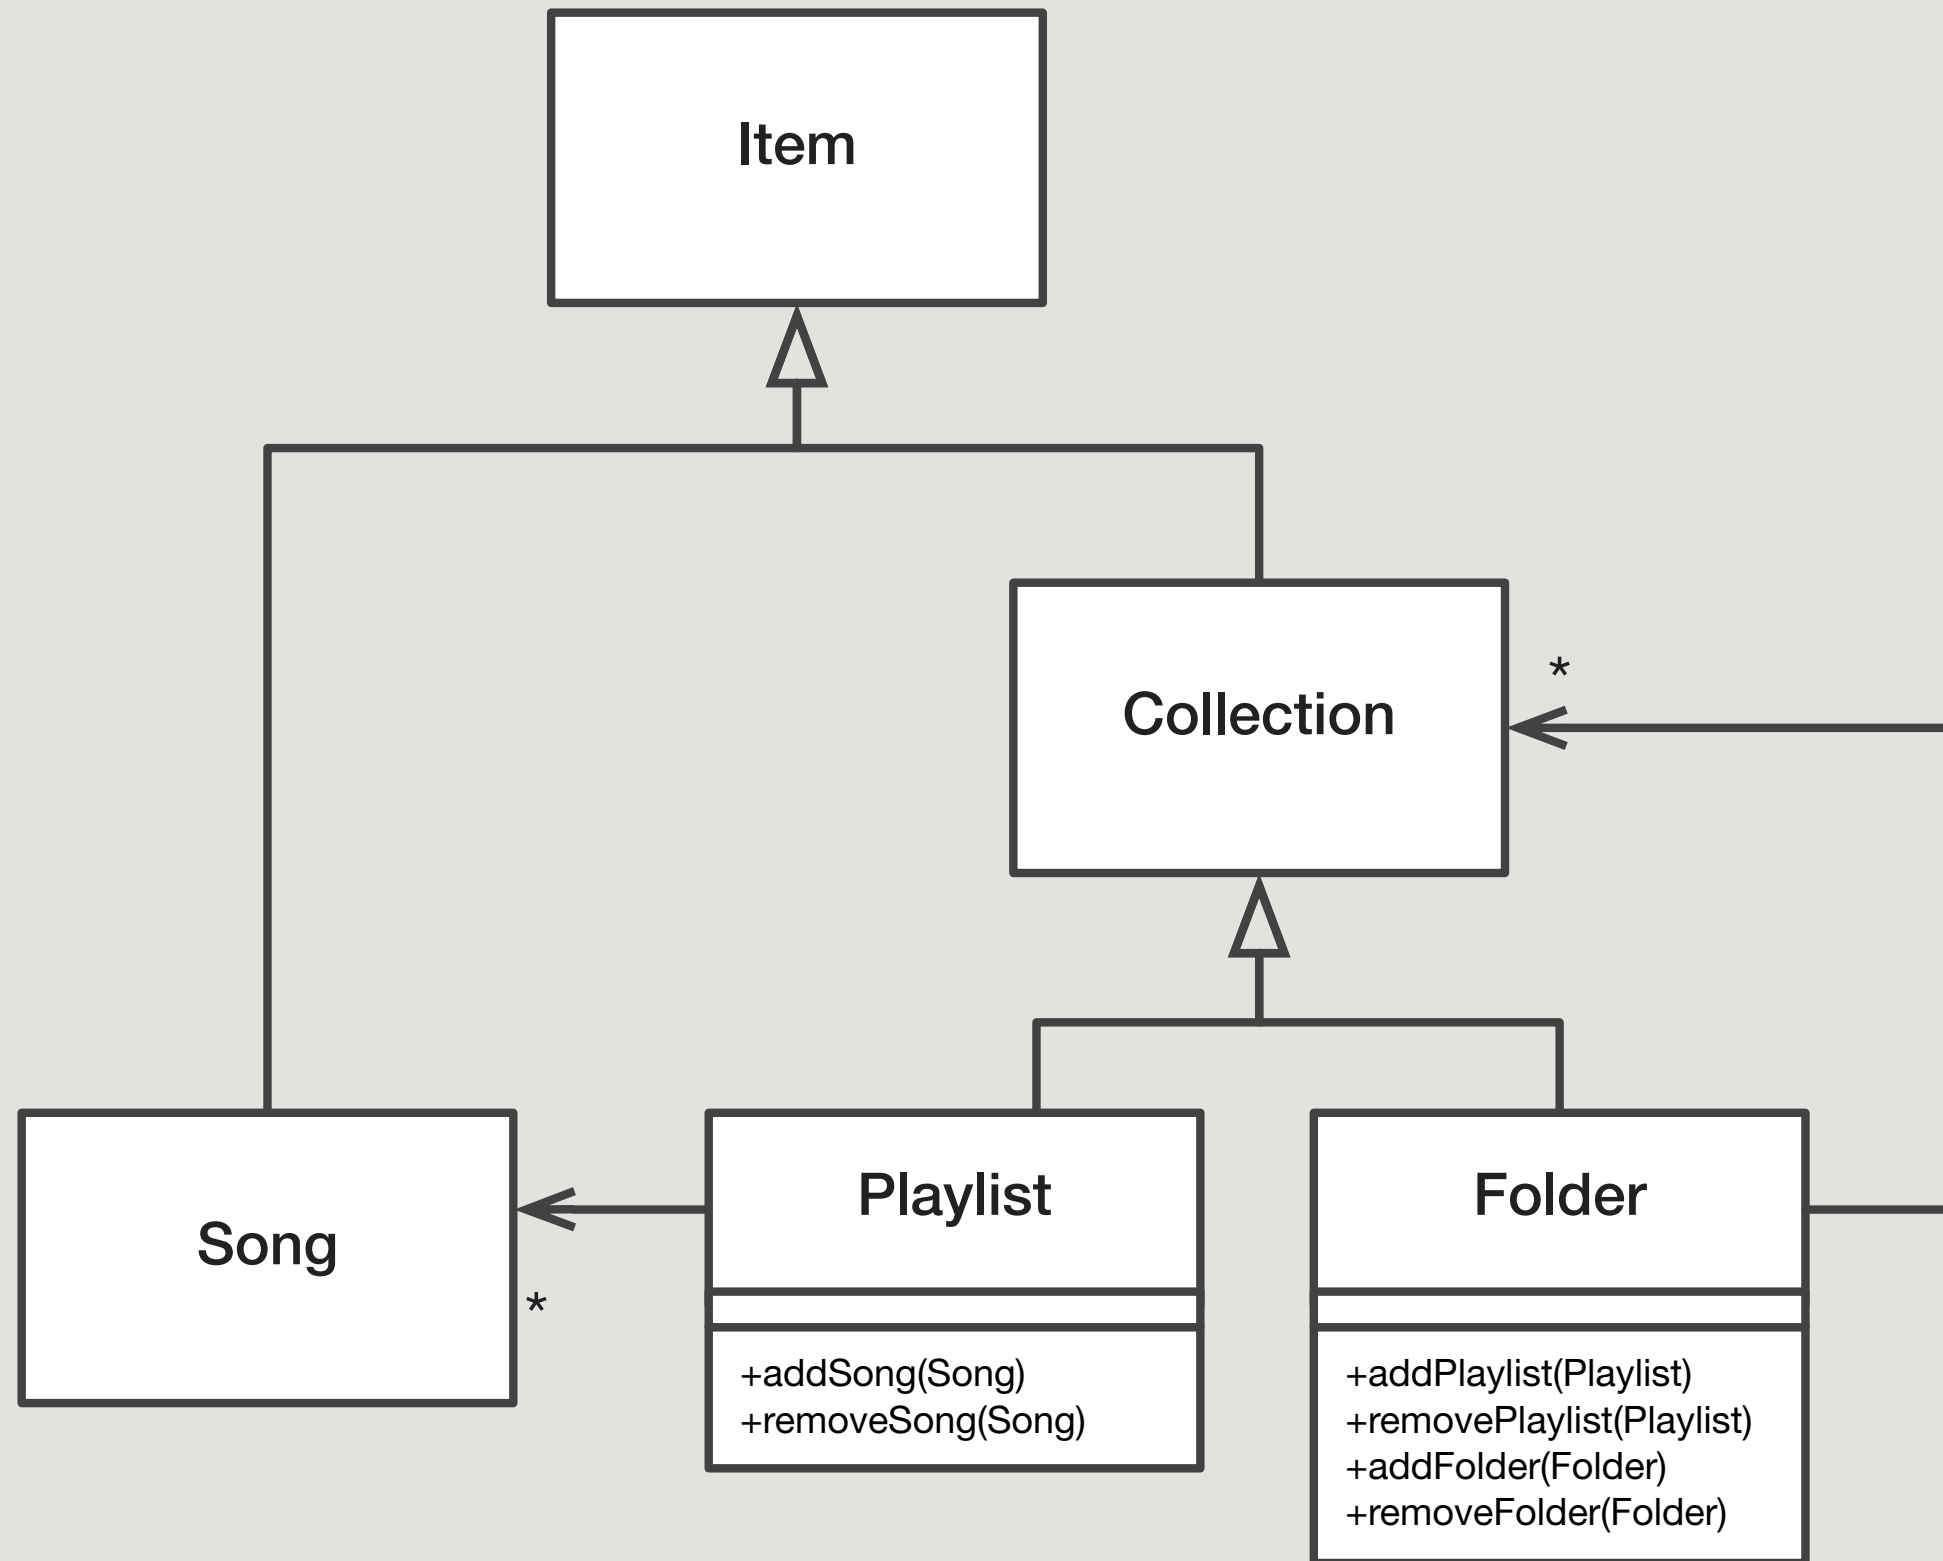 Item
Collection
*
Song
*
Playlist
+addSong(Song)
+removeSong(Song)
Folder
+addPlaylist(Playlist)
+removePlaylist(Playlist)
+addFolder(Folder)
+removeFolder(Folder)